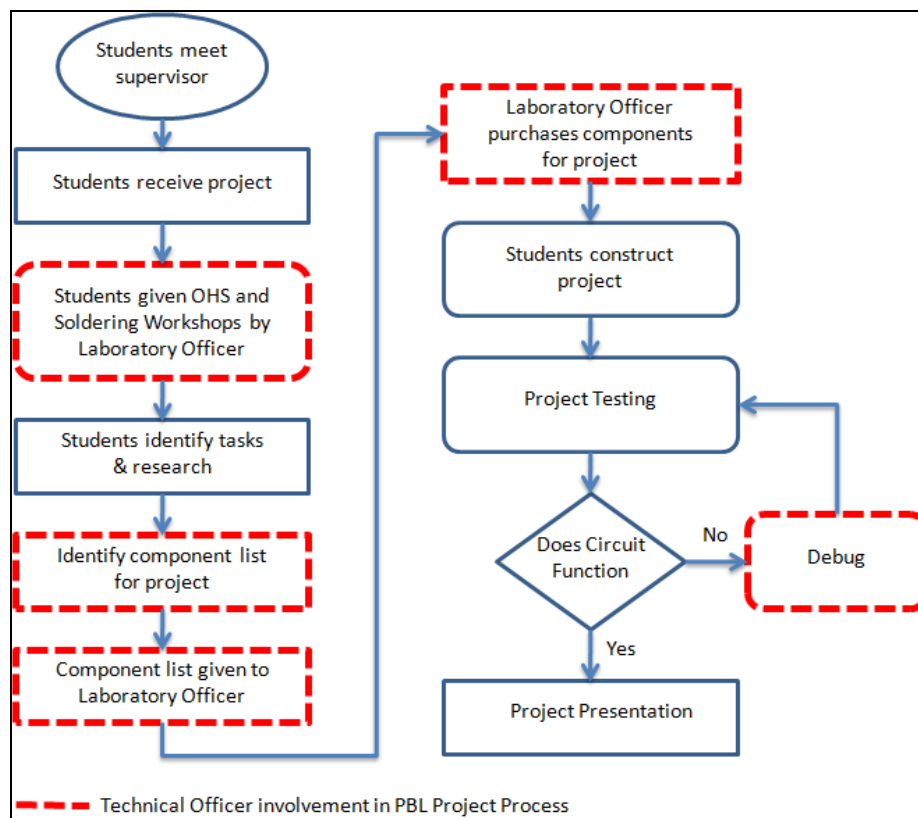 Students meet
supervisor
Students receive project
Students given OHS and
Soldering Workshops by
Laboratory Officer
Students identify tasks
& research
Identify component list
for project
Component list given to
Laboratory Officer
Laboratory Officer
purchases components
for project
Students construct
project
Project Testing
Does Circuit
Function
No
Debug
Yes
Project Presentation
Technical Officer involvement in PBL Project Process